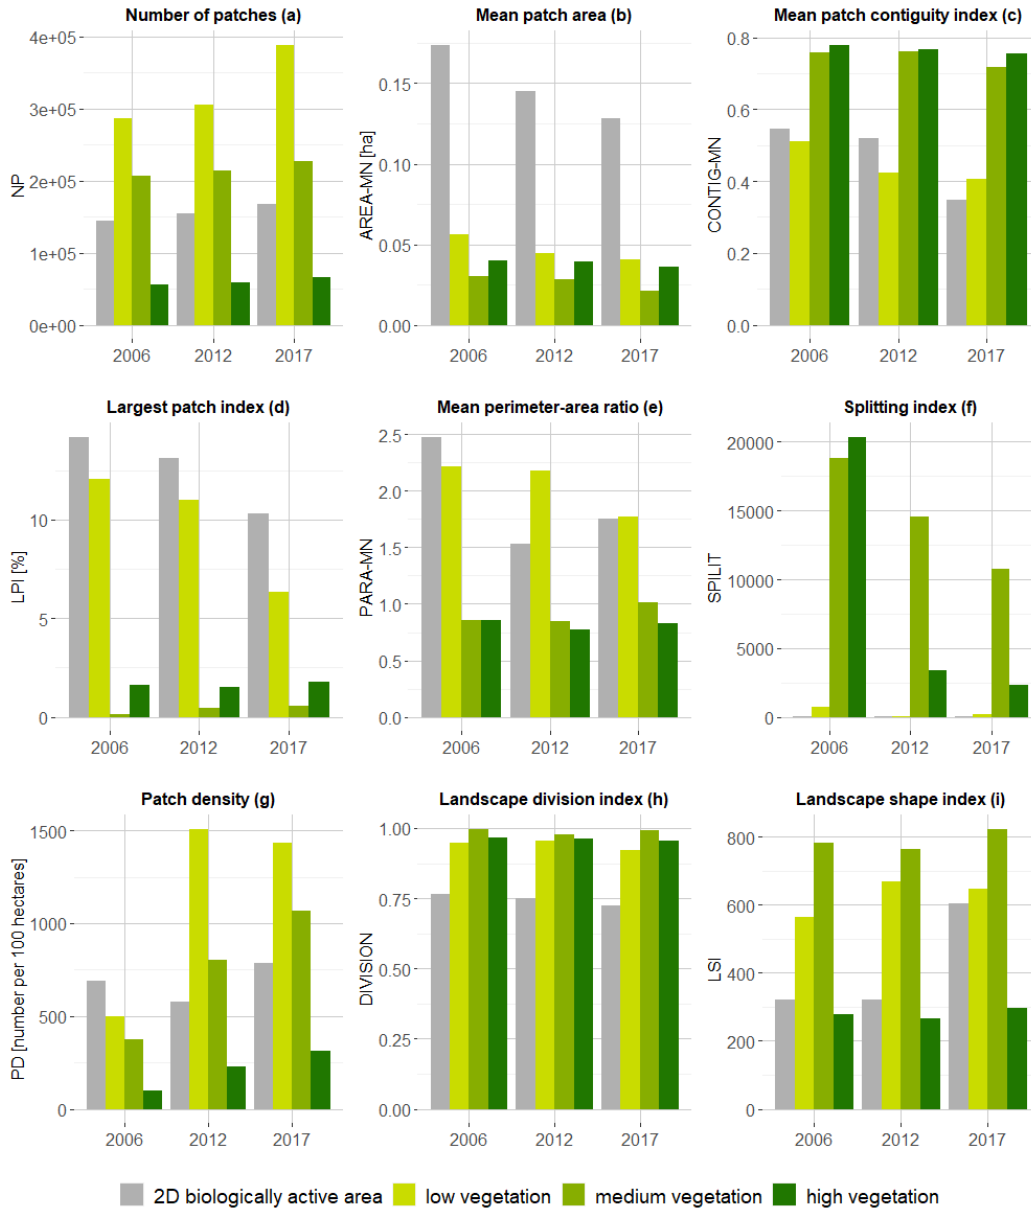 Number of patches (a)
NP
4e+05
3e+05
2e+05
1e+05
0e+00
2006 2012 2017
Mean patch area (b)
AREA-MN [ha]
0.15
0.10
0.05
0.00
2006 2012 2017
Mean patch contiguity index (c)
CONTIG-MN
0.8
0.6
0.4
0.2
0.0
2006 2012 2017
Largest patch index (d)
LPI [%]
10
5
0
2006 2012 2017
Mean perimeter-area ratio (e)
PARA-MN
2.5
2.0
1.5
1.0
0.5
0.0
2006 2012 2017
Splitting index (f)
SPILIT
20000
15000
10000
5000
0
2006 2012 2017
Patch density (g)
PD [number per 100 hectares]
1500
1000
500
0
2006 2012 2017
Landscape division index (h)
DIVISION
1.00
0.75
0.50
0.25
0.00
2006 2012 2017
Landscape shape index (i)
LSI
800
600
400
200
0
2006 2012 2017
2D biologically active area low vegetation medium vegetation high vegetation